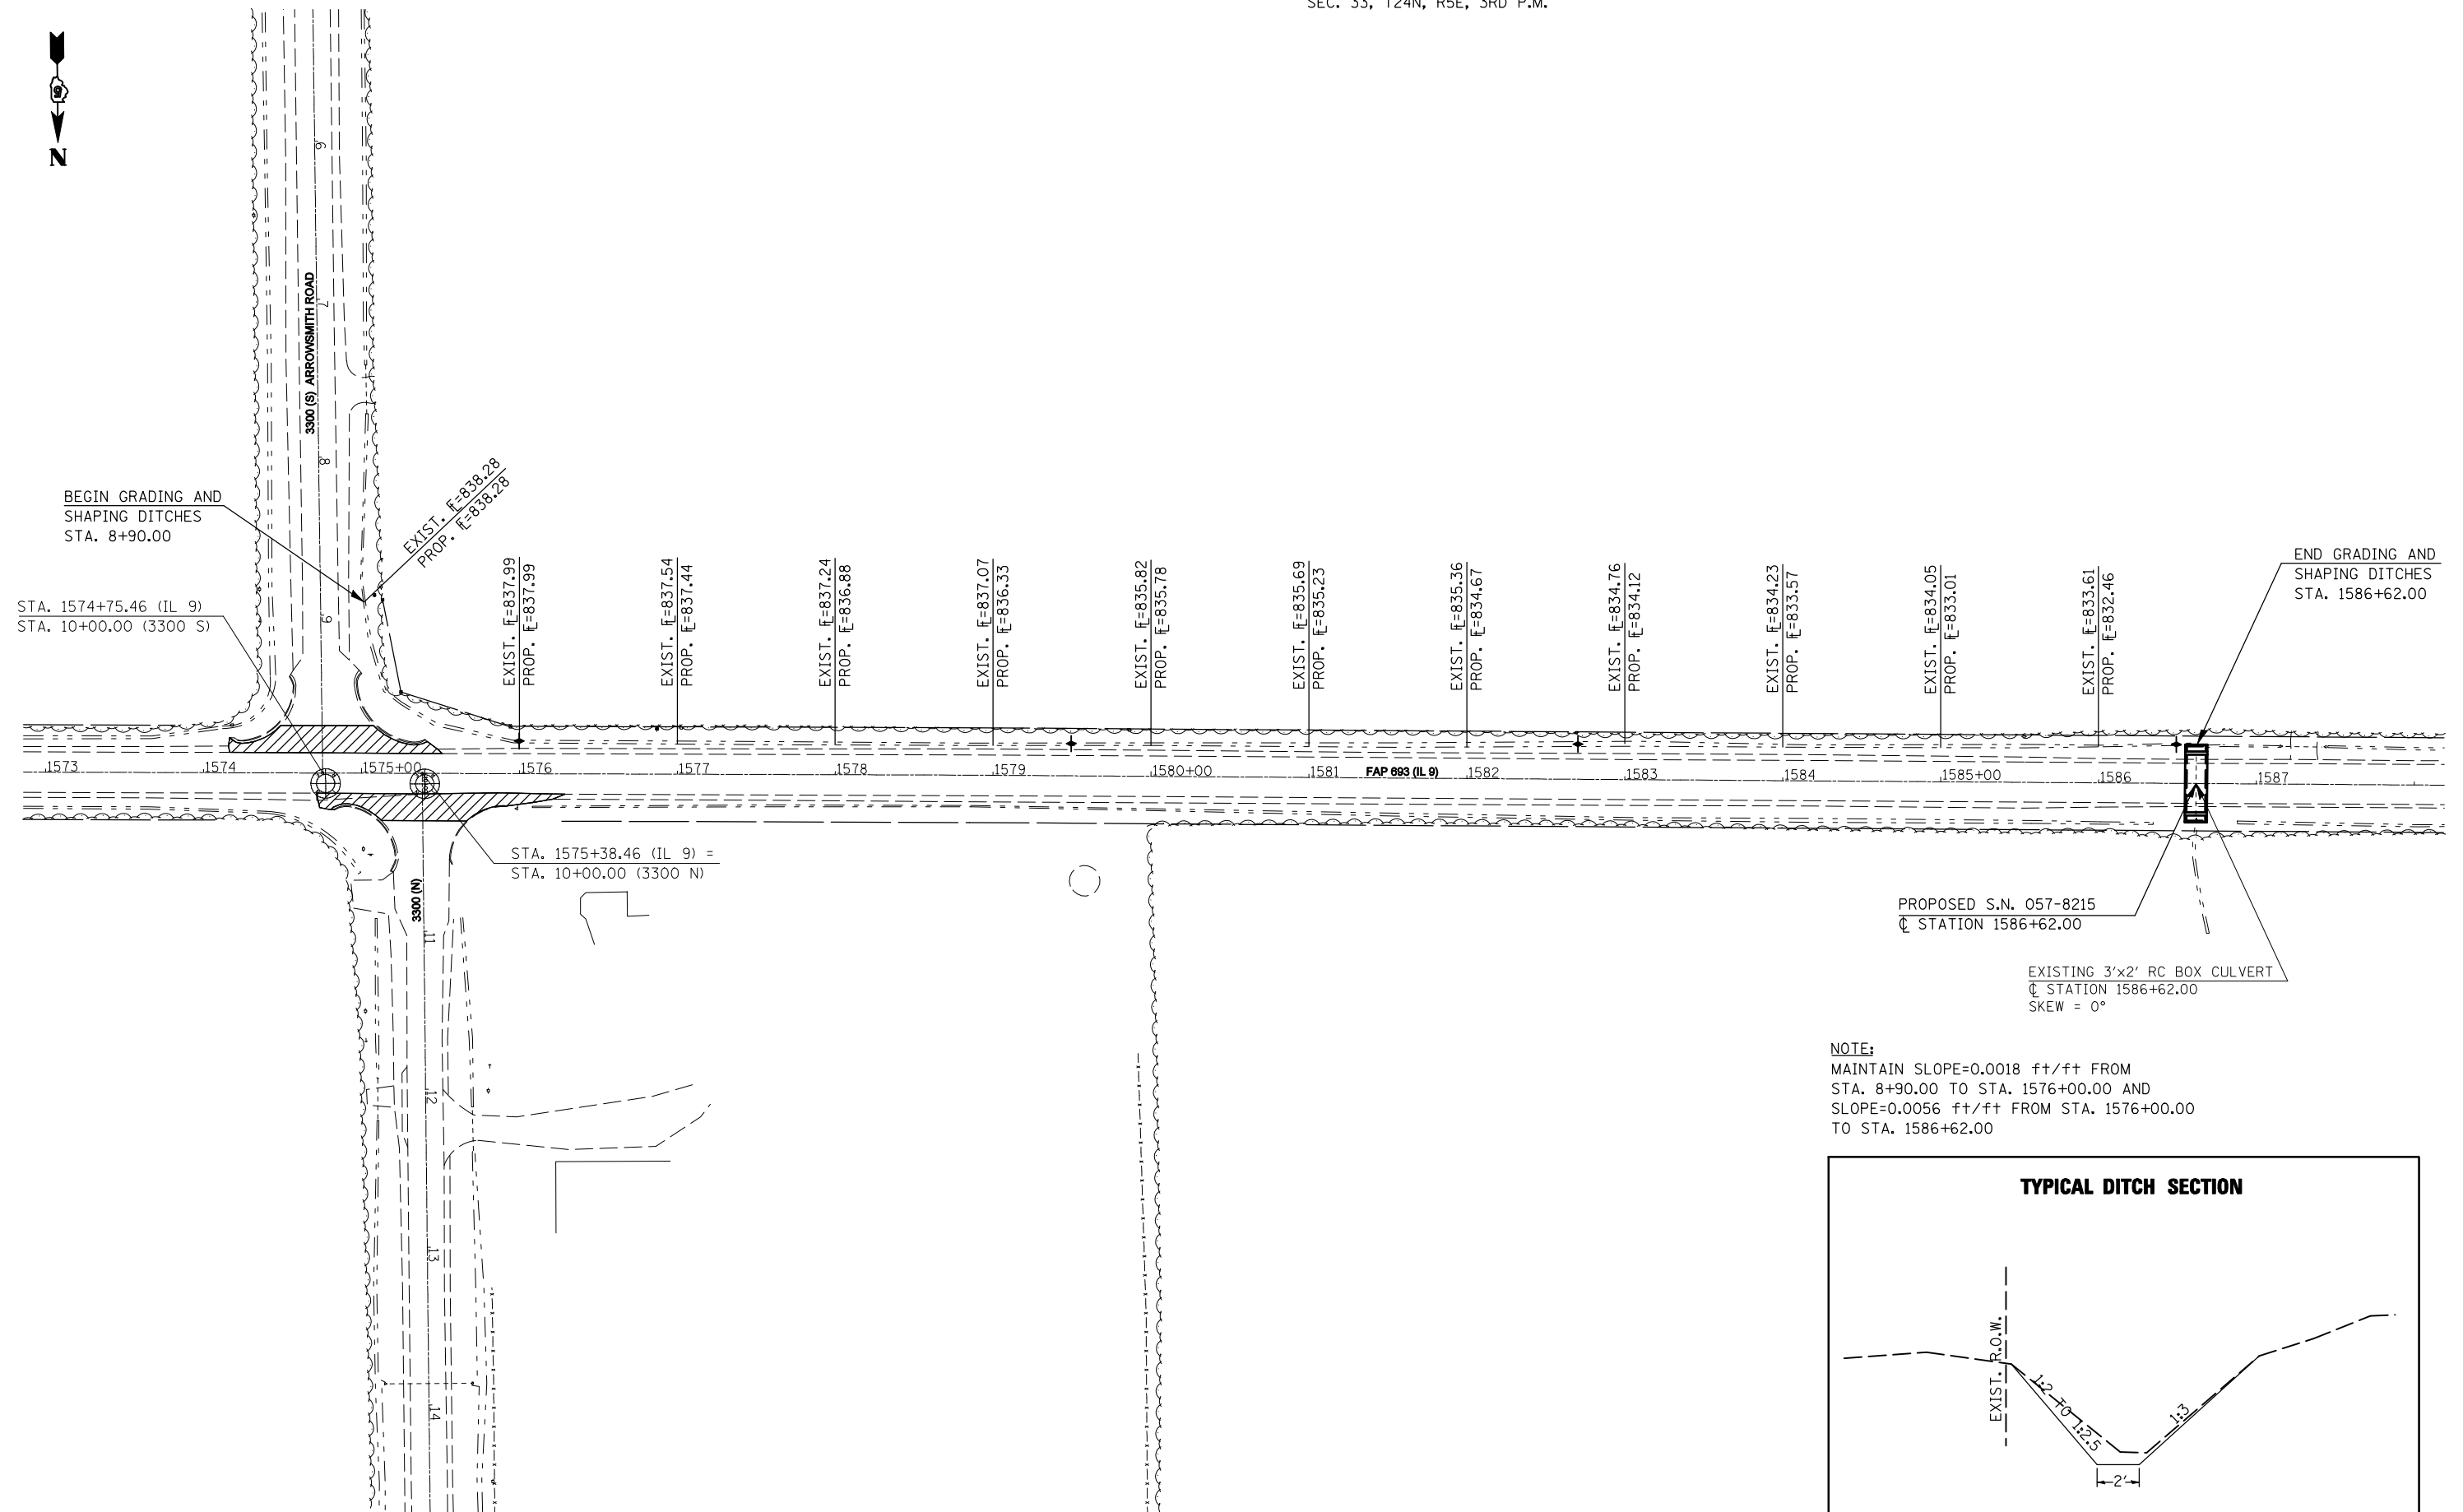 SEC. 33, T24N, R5E, 3RD P.M.
N
6
7
3300 (S) ARROWSMITH ROAD
8
9
BEGIN GRADING AND
SHAPING DITCHES
STA. 8+90.00
EXIST. ℄=838.28
PROP. ℄=838.28
STA. 1574+75.46 (IL 9)
STA. 10+00.00 (3300 S)
EXIST. ℄=837.99
PROP. ℄=837.99
EXIST. ℄=837.54
PROP. ℄=837.44
EXIST. ℄=837.24
PROP. ℄=836.88
EXIST. ℄=837.07
PROP. ℄=836.33
EXIST. ℄=835.82
PROP. ℄=835.78
EXIST. ℄=835.69
PROP. ℄=835.23
EXIST. ℄=835.36
PROP. ℄=834.67
EXIST. ℄=834.76
PROP. ℄=834.12
EXIST. ℄=834.23
PROP. ℄=833.57
EXIST. ℄=834.05
PROP. ℄=833.01
EXIST. ℄=833.61
PROP. ℄=832.46
END GRADING AND
SHAPING DITCHES
STA. 1586+62.00
1573
1574
1575+00
1576
1577
1578
1579
1580+00
1581
FAP 693 (IL 9)
1582
1583
1584
1585+00
1586
1587
STA. 1575+38.46 (IL 9) =
STA. 10+00.00 (3300 N)
3300 (N)
11
12
13
14
PROPOSED S.N. 057-8215
℄ STATION 1586+62.00
EXISTING 3'x2' RC BOX CULVERT
℄ STATION 1586+62.00
SKEW = 0°
NOTE:
MAINTAIN SLOPE=0.0018 ft/ft FROM
STA. 8+90.00 TO STA. 1576+00.00 AND
SLOPE=0.0056 ft/ft FROM STA. 1576+00.00
TO STA. 1586+62.00
TYPICAL DITCH SECTION
EXIST. R.O.W.
1:2 TO 1:2.5
1:3
2'